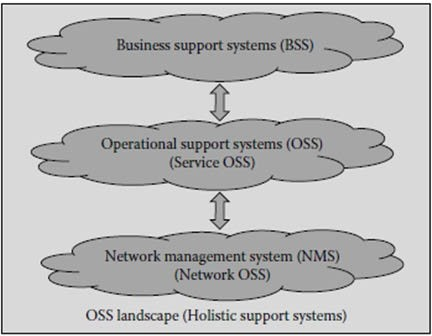 Business support systems (BSS)
Operational support systems (OSS)
(Service OSS)
Network management system (NMS)
(Network OSS)
OSS landscape (Holistic support systems)